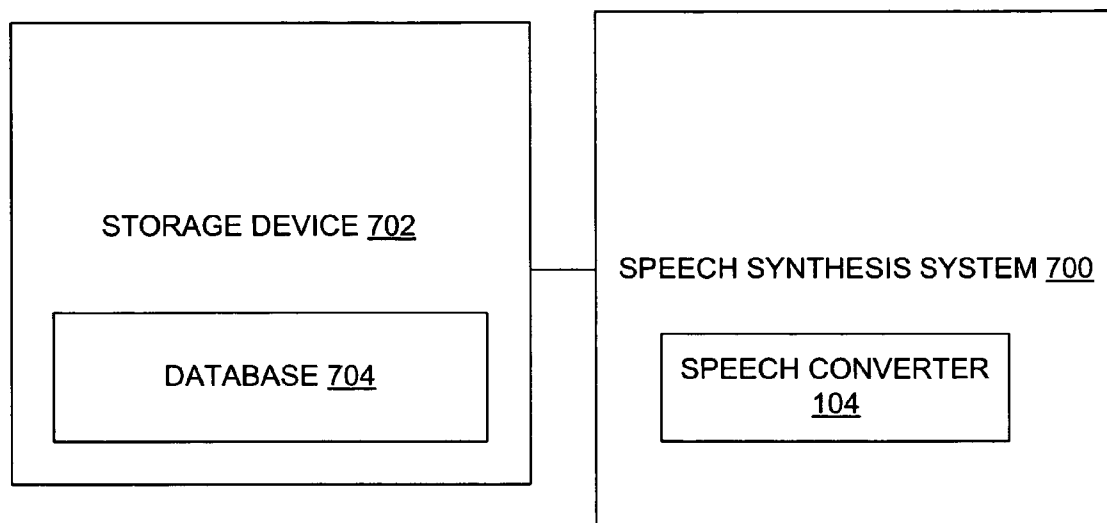 STORAGE DEVICE 702
DATABASE 704
SPEECH SYNTHESIS SYSTEM 700
SPEECH CONVERTER
104